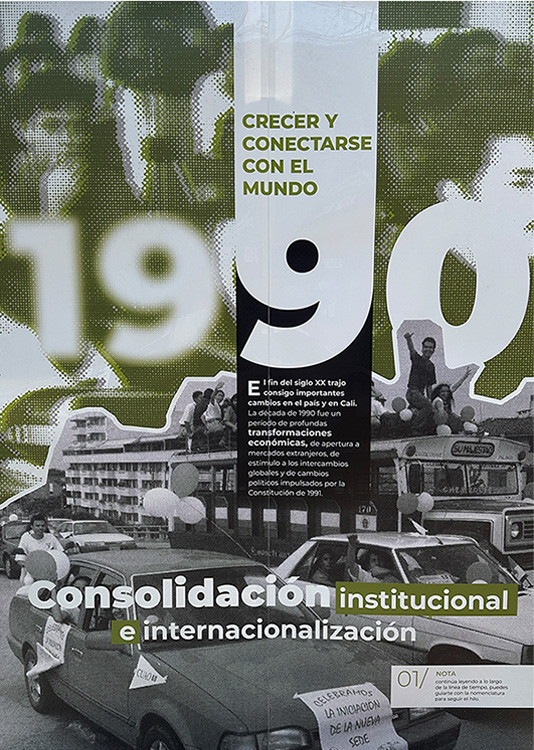 CRECER Y
CONECTARSE
CON EL
MUNDO
1990
El fin del siglo XX trajo
consigo importantes
cambios en el país y en Cali.
La década de 1990 fue un
periodo de profundas
transformaciones
económicas, de apertura a
mercados extranjeros, de
estímulo a los intercambios
globales y de cambios
políticos impulsados por la
Constitución de 1991.
SU MAJESTAD
170
Consolidación institucional
e internacionalización
CUAO
01/
NOTA
continúa leyendo a lo largo
de la línea de tiempo, puedes
guiarte con la nomenclatura
para seguir el hilo.
CELEBRAMOS
LA INICIACIÓN
DE LA NUEVA
SEDE